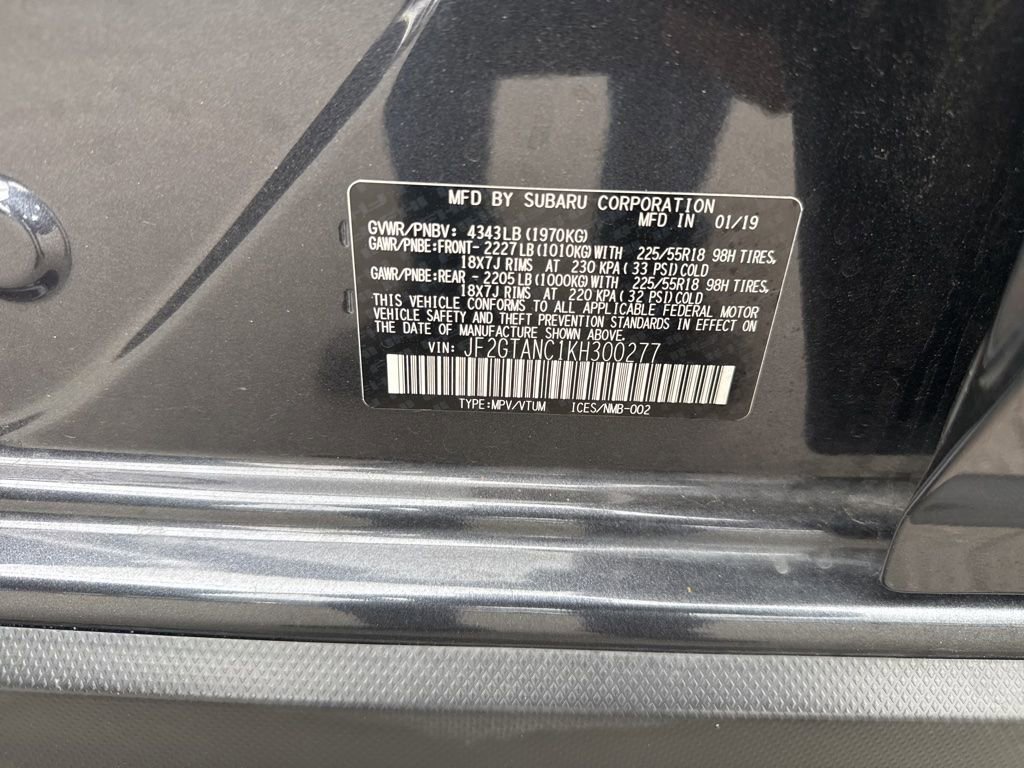 MFD BY SUBARU CORPORATION
MFD IN 01/19
GVWR/PNBV: 4343LB(1970KG)
GAWR/PNBE:FRONT-2227LB(1010KG)WITH 225/55R18 98H TIRES,
18X7J RIMS AT 230 KPA(33 PSI)COLD
GAWR/PNBE:REAR -2205LB(1000KG)WITH 225/55R18 98H TIRES,
18X7J RIMS AT 220 KPA(32 PSI)COLD
THIS VEHICLE CONFORMS TO ALL APPLICABLE FEDERAL MOTOR
VEHICLE SAFETY AND THEFT PREVENTION STANDARDS IN EFFECT ON
THE DATE OF MANUFACTURE SHOWN ABOVE.
VIN: JF2GTANC1KH300277
TYPE:MPV/VTUM ICES/NMB-002